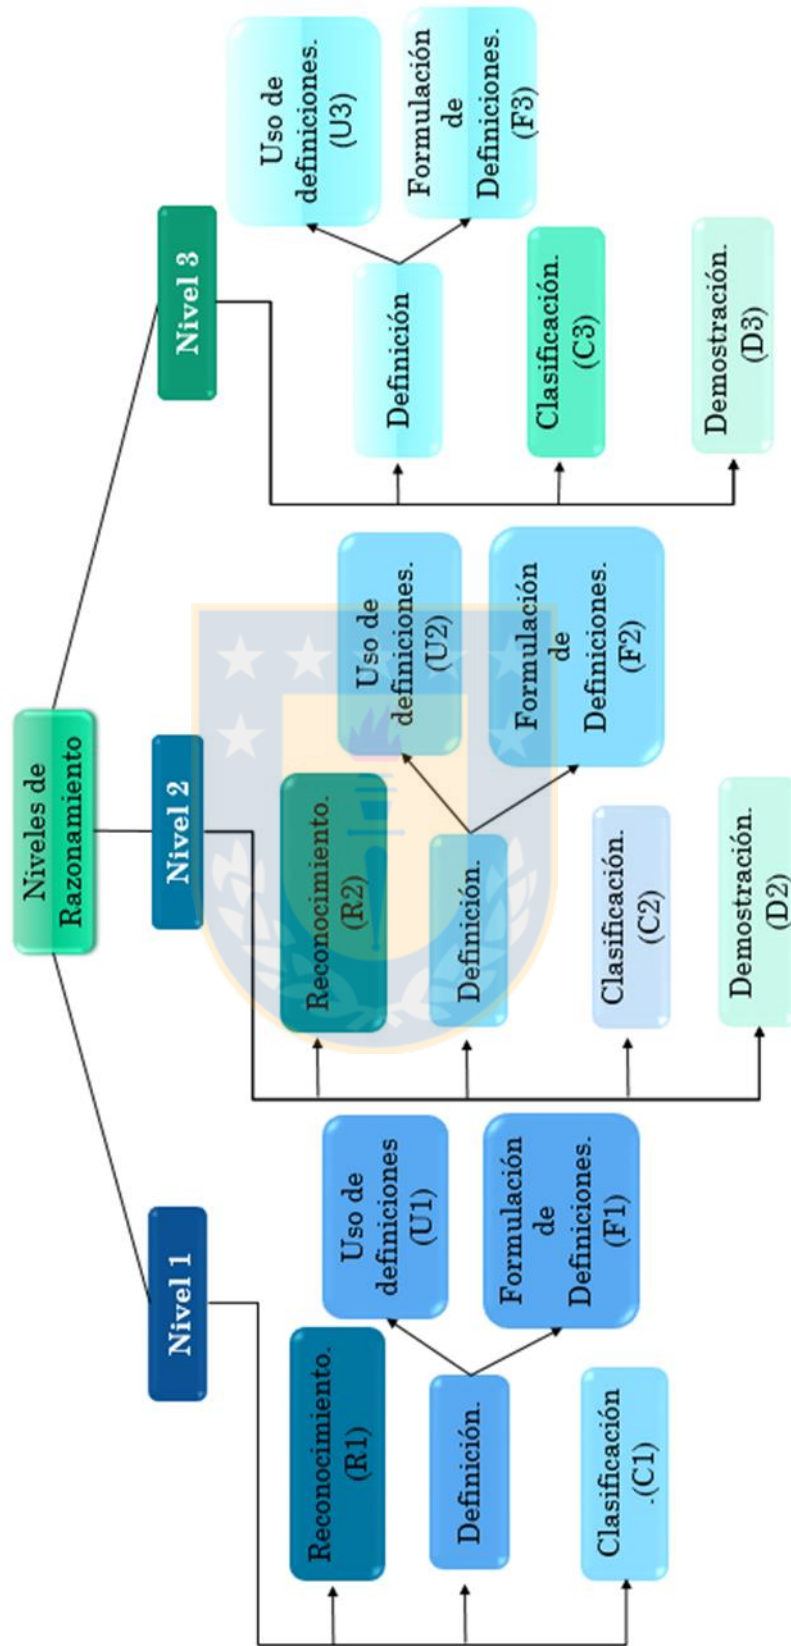 Niveles de
Razonamiento
Nivel 1
Reconocimiento.
(R1)
Definición.
Uso de
definiciones
(U1)
Formulación
de
Definiciones.
(F1)
Clasificación
.(C1)
Nivel 2
Reconocimiento.
(R2)
Definición.
Uso de
definiciones.
(U2)
Formulación
de
Definiciones.
(F2)
Clasificación.
(C2)
Demostración.
(D2)
Nivel 3
Definición
Uso de
definiciones.
(U3)
Formulación
de
Definiciones.
(F3)
Clasificación.
(C3)
Demostración.
(D3)